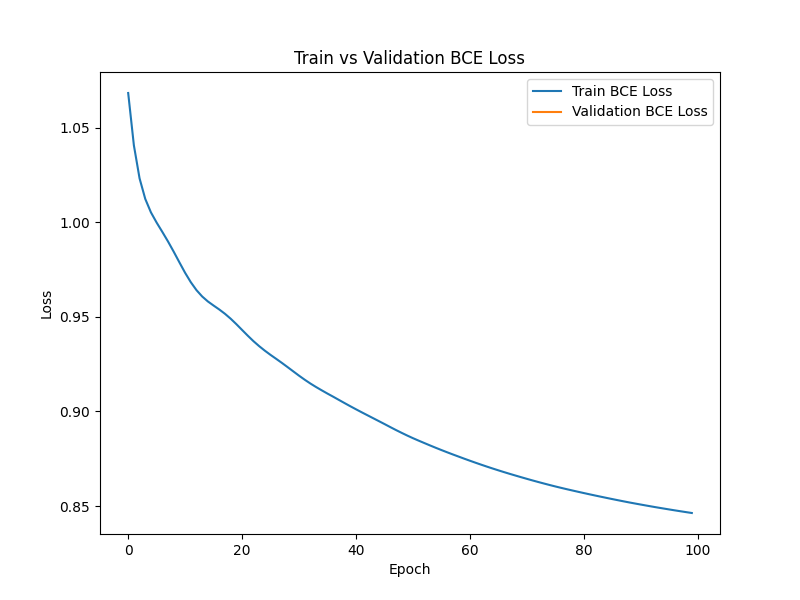 Train vs Validation BCE Loss
Train BCE Loss
Validation BCE Loss
1.05
1.00
0.95
0.90
0.85
Loss
0 20 40 60 80 100
Epoch